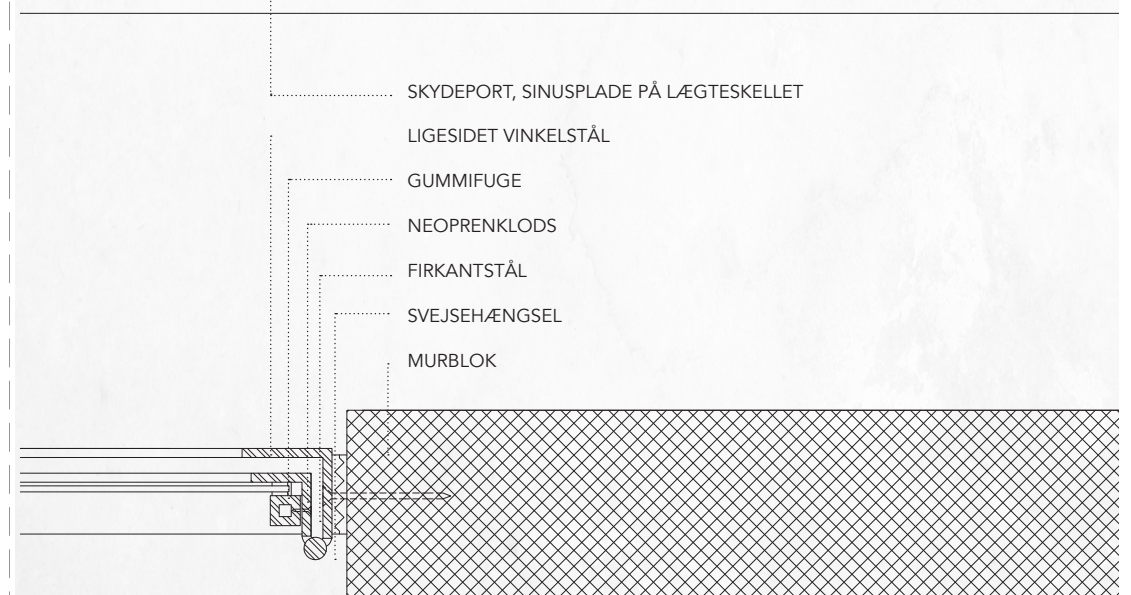 SKYDEPORT, SINUSPLADE PÅ LÆGTESKELLET
LIGESIDET VINKELSTÅL
GUMMIFUGE
NEOPRENKLODS
FIRKANTSTÅL
SVEJSEHÆNGSEL
MURBLOK